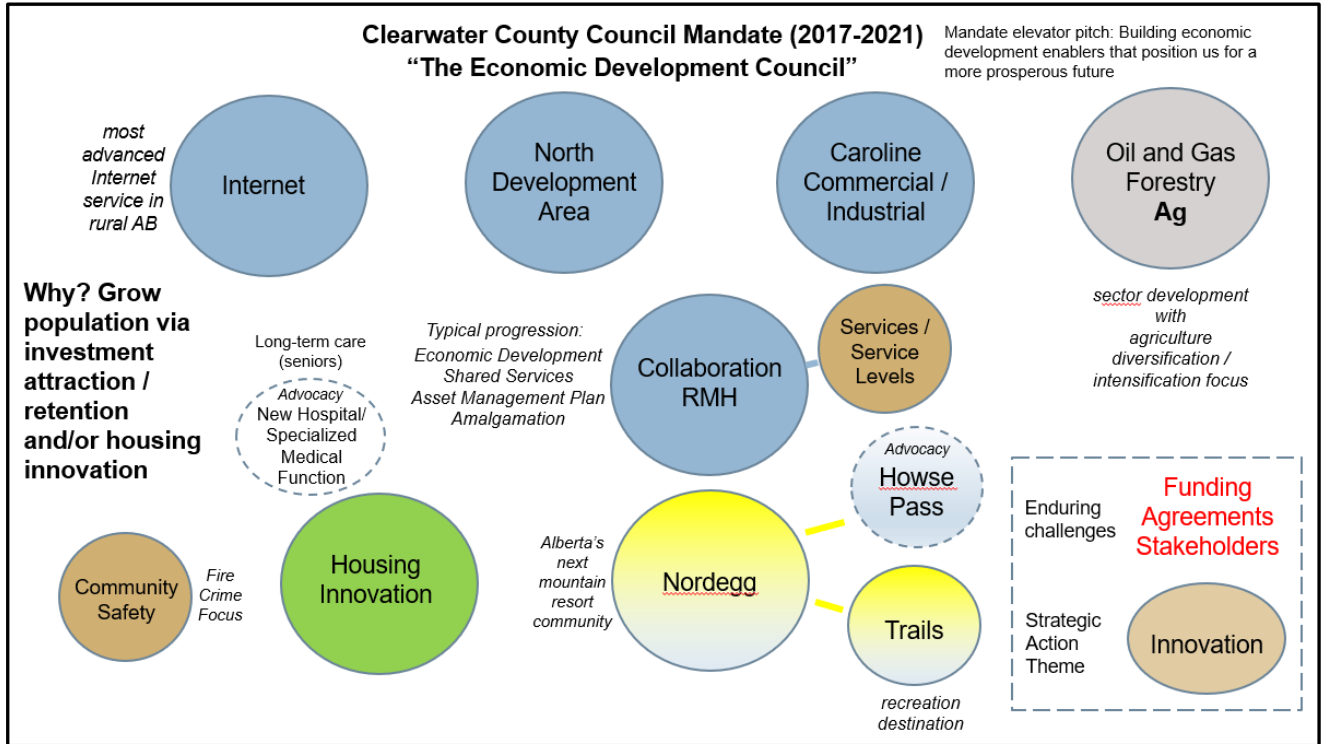 Clearwater County Council Mandate (2017-2021)
“The Economic Development Council”
Mandate elevator pitch: Building economic
development enablers that position us for a
more prosperous future
most
advanced
Internet
service in
rural AB
Internet
North
Development
Area
Caroline
Commercial /
Industrial
Oil and Gas
Forestry
Ag
sector development
with
agriculture
diversification /
intensification focus
Why? Grow
population via
investment
attraction /
retention
and/or housing
innovation
Long-term care
(seniors)
Advocacy
New Hospital/
Specialized
Medical
Function
Typical progression:
Economic Development
Shared Services
Asset Management Plan
Amalgamation
Collaboration
RMH
Services /
Service
Levels
Advocacy
Howse
Pass
Community
Safety
Fire
Crime
Focus
Housing
Innovation
Alberta’s
next
mountain
resort
community
Nordegg
Trails
recreation
destination
Enduring
challenges
Funding
Agreements
Stakeholders
Strategic
Action
Theme
Innovation